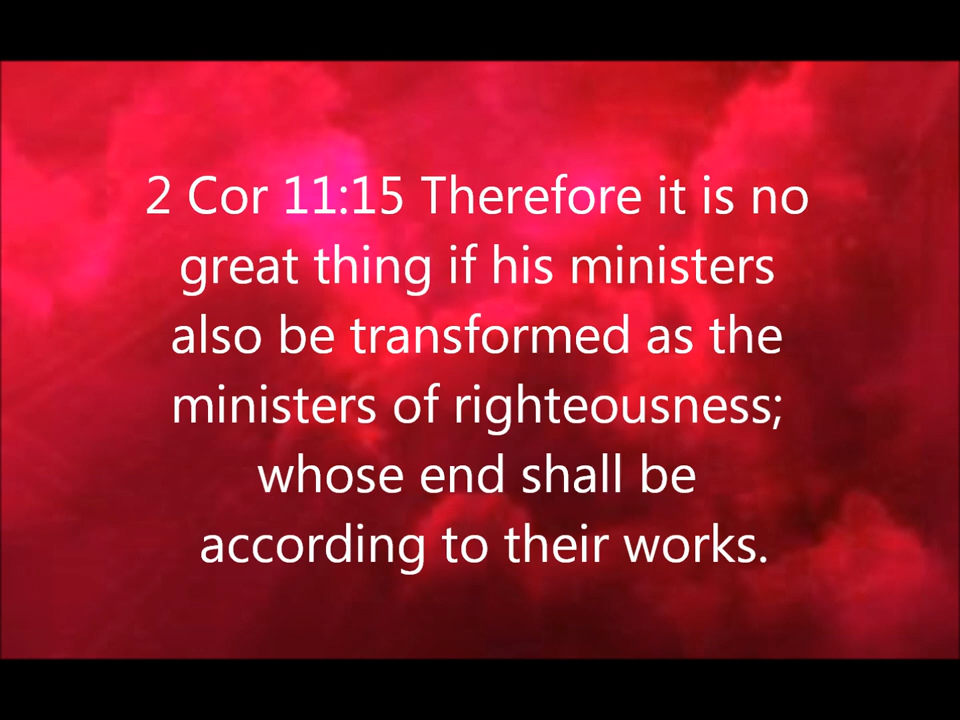 2 Cor 11:15 Therefore it is no
great thing if his ministers
also be transformed as the
ministers of righteousness;
whose end shall be
according to their works.